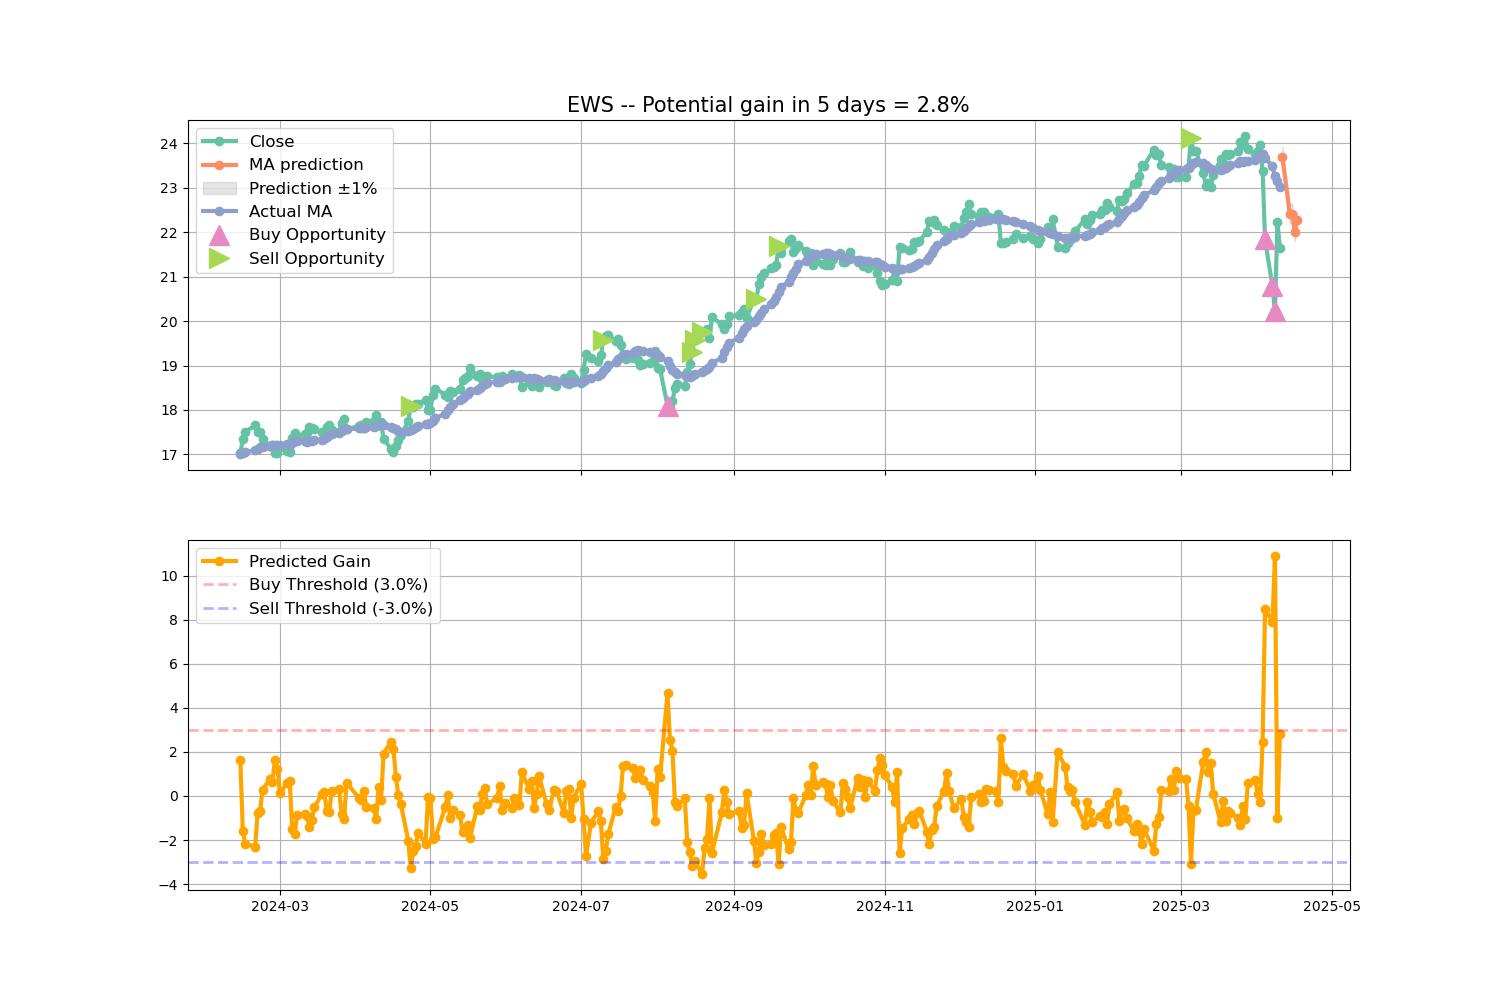 EWS -- Potential gain in 5 days = 2.8%
24
23
22
21
20
19
18
17
Close
MA prediction
Prediction ±1%
Actual MA
Buy Opportunity
Sell Opportunity
10
8
6
4
2
0
−2
−4
Predicted Gain
Buy Threshold (3.0%)
Sell Threshold (-3.0%)
2024-03
2024-05
2024-07
2024-09
2024-11
2025-01
2025-03
2025-05